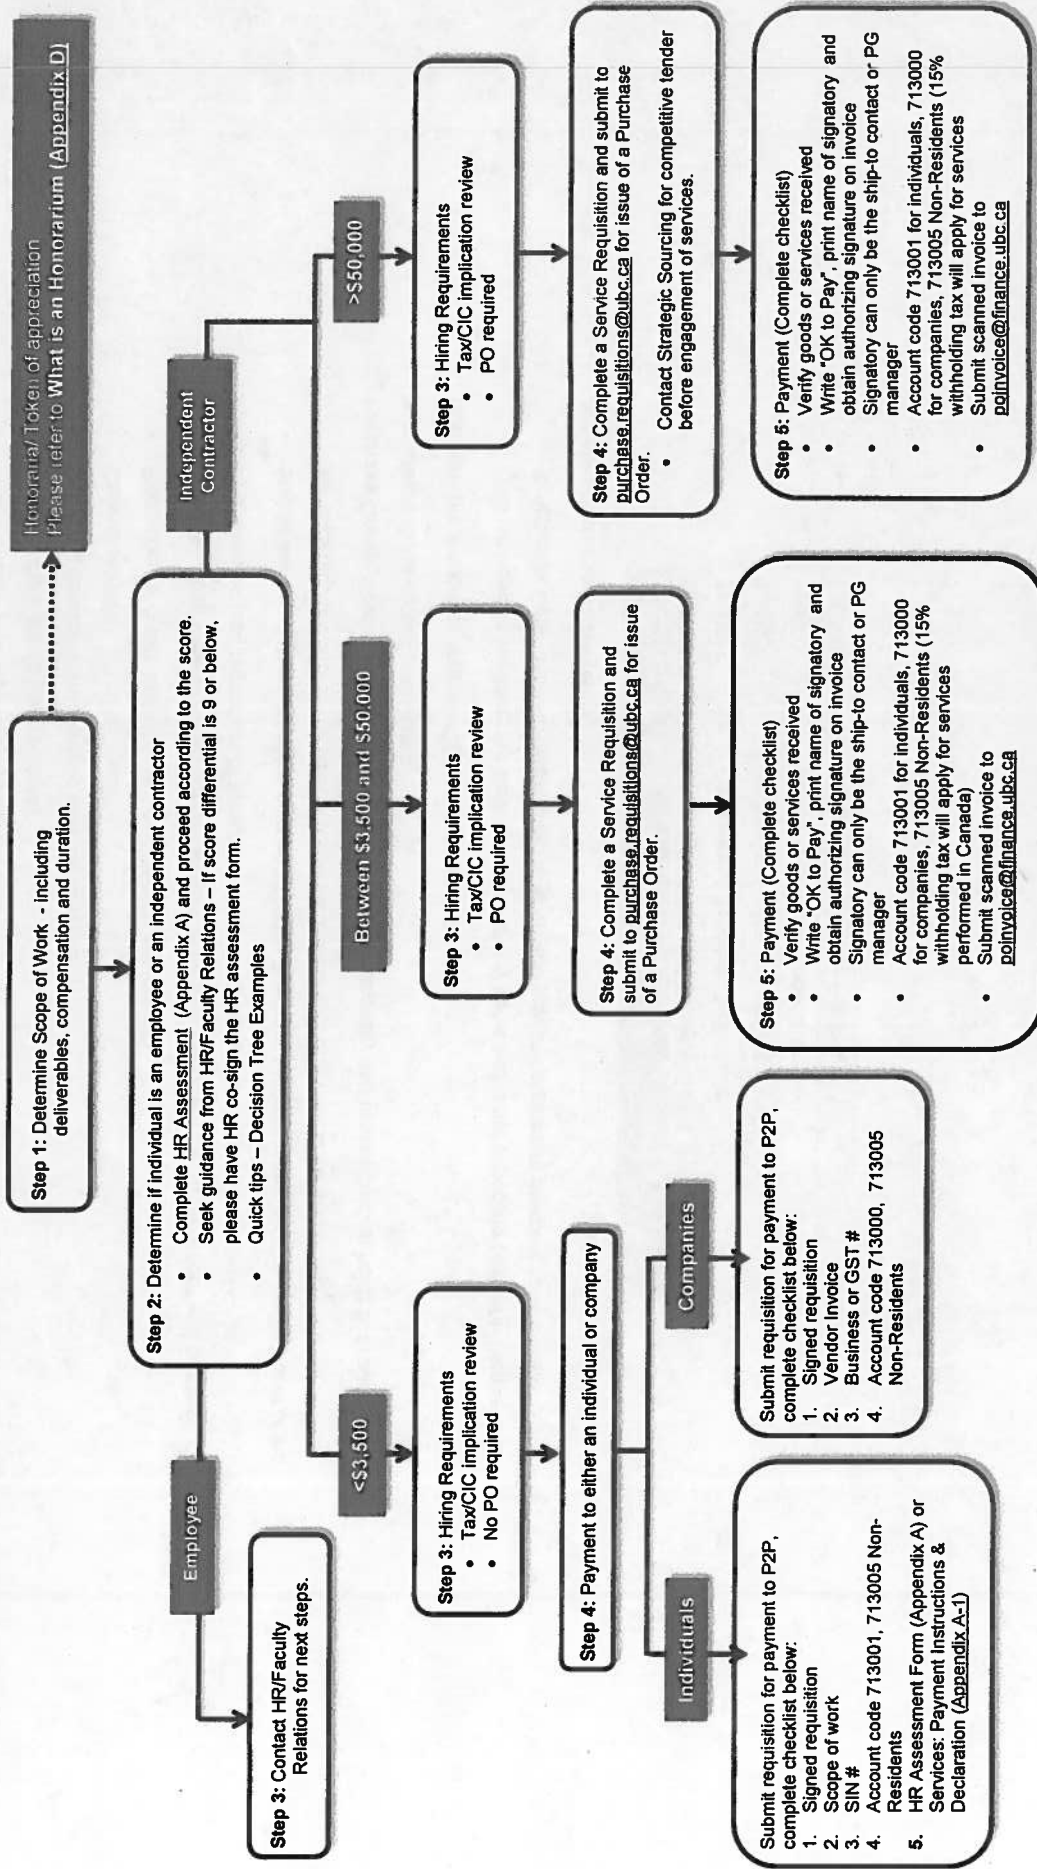 Honoraria/ Token of appreciation
Please refer to What is an Honorarium (Appendix D)
Step 1: Determine Scope of Work - including
deliverables, compensation and duration.
Step 2: Determine if individual is an employee or an independent contractor
• Complete HR Assessment (Appendix A) and proceed according to the score.
• Seek guidance from HR/Faculty Relations – If score differential is 9 or below,
please have HR co-sign the HR assessment form.
• Quick tips – Decision Tree Examples
Employee
Independent
Contractor
Step 3: Contact HR/Faculty
Relations for next steps.
<$3,500
Between $3,500 and $50,000
>$50,000
Step 3: Hiring Requirements
• Tax/CIC implication review
• No PO required
Step 3: Hiring Requirements
• Tax/CIC implication review
• PO required
Step 3: Hiring Requirements
• Tax/CIC implication review
• PO required
Step 4: Payment to either an individual or company
Step 4: Complete a Service Requisition and
submit to purchase.requisitions@ubc.ca for issue
of a Purchase Order.
Step 4: Complete a Service Requisition and submit to
purchase.requisitions@ubc.ca for issue of a Purchase
Order.
• Contact Strategic Sourcing for competitive tender
before engagement of services.
Individuals
Companies
Submit requisition for payment to P2P,
complete checklist below:
1. Signed requisition
2. Scope of work
3. SIN#
4. Account code 713001, 713005 Non-
Residents
5. HR Assessment Form (Appendix A) or
Services: Payment Instructions &
Declaration (Appendix A-1)
Submit requisition for payment to P2P,
complete checklist below:
1. Signed requisition
2. Vendor Invoice
3. Business or GST#
4. Account code 713000, 713005
Non-Residents
Step 5: Payment (Complete checklist)
• Verify goods or services received
• Write "OK to Pay", print name of signatory and
obtain authorizing signature on invoice
• Signatory can only be the ship-to contact or PG
manager
• Account code 713001 for individuals, 713000
for companies, 713005 Non-Residents (15%
withholding tax will apply for services
performed in Canada)
• Submit scanned invoice to
poinvoice@finance.ubc.ca
Step 5: Payment (Complete checklist)
• Verify goods or services received
• Write "OK to Pay", print name of signatory and
obtain authorizing signature on invoice
• Signatory can only be the ship-to contact or PG
manager
• Account code 713001 for individuals, 713000
for companies, 713005 Non-Residents (15%
withholding tax will apply for services
• Submit scanned invoice to
poinvoice@finance.ubc.ca